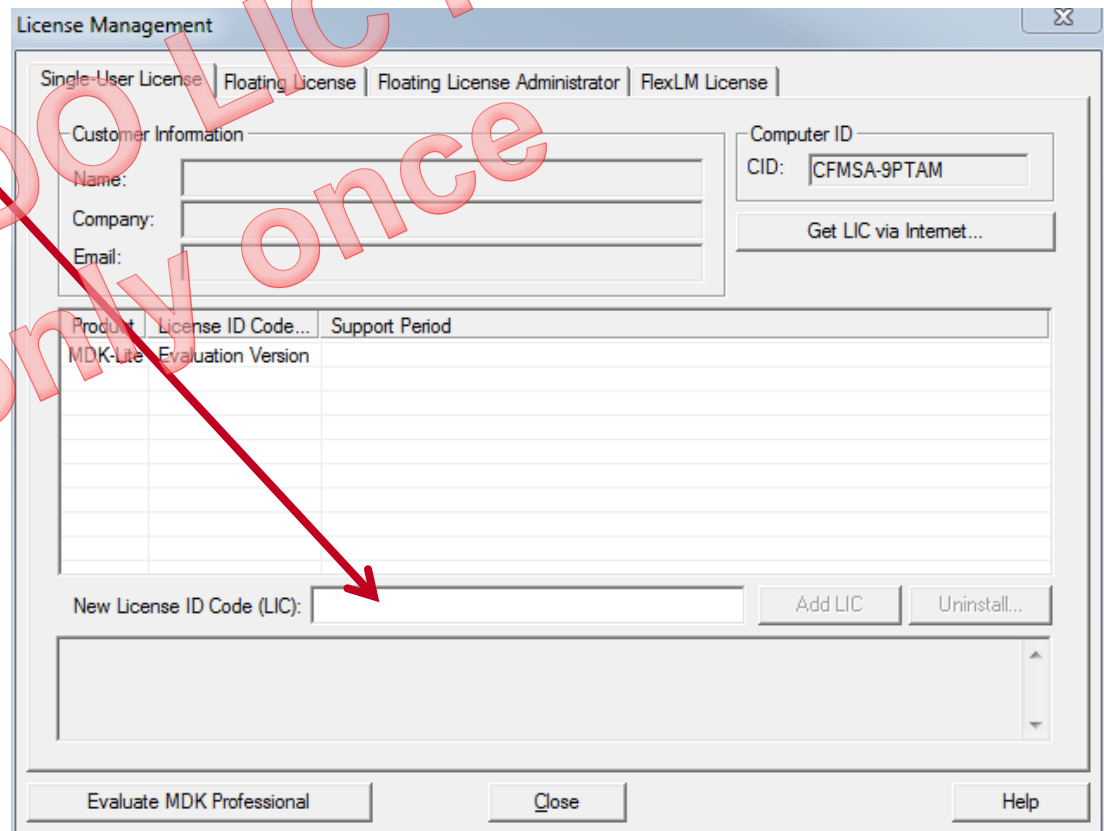 License Management
Single-User License Floating License Floating License Administrator FlexLM License
Customer Information
Name:
Company:
Email:
Computer ID
CID: CFMSA-9PTAM
Get LIC via Internet...
Product License ID Code... Support Period
MDK-Lite Evaluation Version
New License ID Code (LIC): Add LIC Uninstall...
Evaluate MDK Professional Close Help
LIC
only once